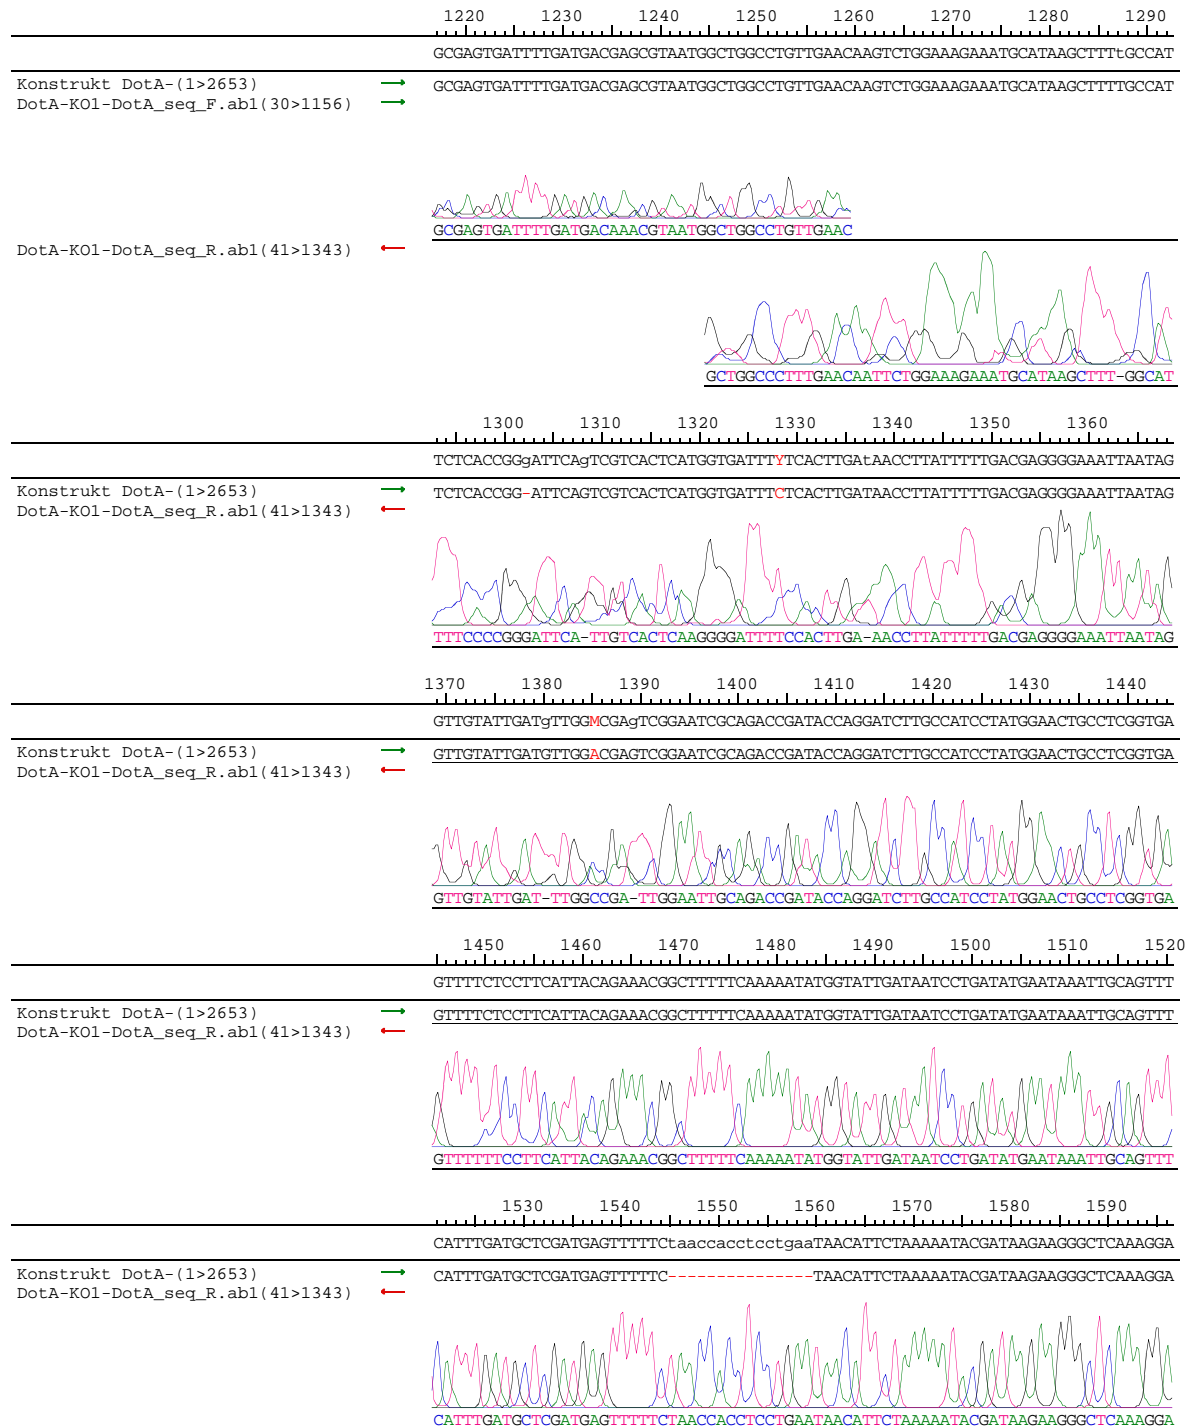 1220 1230 1240 1250 1260 1270 1280 1290
GCGAGTGATTTTGATGACGAGCGTAATGGCTGGCCTGTTGAACAAGTCTGGAAAGAAATGCATAAGCTTTtGCCAT
Konstrukt DotA-(1>2653) → GCGAGTGATTTTGATGACGAGCGTAATGGCTGGCCTGTTGAACAAGTCTGGAAAGAAATGCATAAGCTTTTGCCAT
DotA-KO1-DotA_seq_F.ab1(30>1156) →
GCGAGTGATTTTGATGACAAACGTAATGGCTGGCCTGTTGAAC
DotA-KO1-DotA_seq_R.ab1(41>1343) ←
GCTGGCCCTTTGAACAATTCTGGAAAGAAATGCATAAGCTTT-GGCAT
1300 1310 1320 1330 1340 1350 1360
TCTCACCGGgATTCAgTCGTCACTCATGGTGATTTYTCACTTGAtAACCTTATTTTTGACGAGGGGAAATTAATAG
Konstrukt DotA-(1>2653) → TCTCACCGG-ATTCAGTCGTCACTCATGGTGATTTCTCACTTGATAACCTTATTTTTGACGAGGGGAAATTAATAG
DotA-KO1-DotA_seq_R.ab1(41>1343) ←
TTTCCCCGGGATTCA-TTGTCACTCAAGGGGATTTTCCACTTGA-AACCTTATTTTTGACGAGGGGAAATTAATAG
1370 1380 1390 1400 1410 1420 1430 1440
GTTGTATTGATgTTGGMCGAgTCGGAATCGCAGACCGATACCAGGATCTTGCCATCCTATGGAACTGCCTCGGTGA
Konstrukt DotA-(1>2653) → GTTGTATTGATGTTGGACGAGTCGGAATCGCAGACCGATACCAGGATCTTGCCATCCTATGGAACTGCCTCGGTGA
DotA-KO1-DotA_seq_R.ab1(41>1343) ←
GTTGTATTGAT-TTGGCCGA-TTGGAATTGCAGACCGATACCAGGATCTTGCCATCCTATGGAACTGCCTCGGTGA
1450 1460 1470 1480 1490 1500 1510 1520
GTTTTCTCCTTCATTACAGAAACGGCTTTTTCAAAAATATGGTATTGATAATCCTGATATGAATAAATTGCAGTTT
Konstrukt DotA-(1>2653) → GTTTTCTCCTTCATTACAGAAACGGCTTTTTCAAAAATATGGTATTGATAATCCTGATATGAATAAATTGCAGTTT
DotA-KO1-DotA_seq_R.ab1(41>1343) ←
GTTTTTTCCTTCATTACAGAAACGGCTTTTTCAAAAATATGGTATTGATAATCCTGATATGAATAAATTGCAGTTT
1530 1540 1550 1560 1570 1580 1590
CATTTGATGCTCGATGAGTTTTTCtaaccacctcctgaaTAACATTCTAAAAATACGATAAGAAGGGCTCAAAGGA
Konstrukt DotA-(1>2653) → CATTTGATGCTCGATGAGTTTTTC---------------TAACATTCTAAAAATACGATAAGAAGGGCTCAAAGGA
DotA-KO1-DotA_seq_R.ab1(41>1343) ←
CATTTGATGCTCGATGAGTTTTTCTAACCACCTCCTGAATAACATTCTAAAAATACGATAAGAAGGGCTCAAAGGA